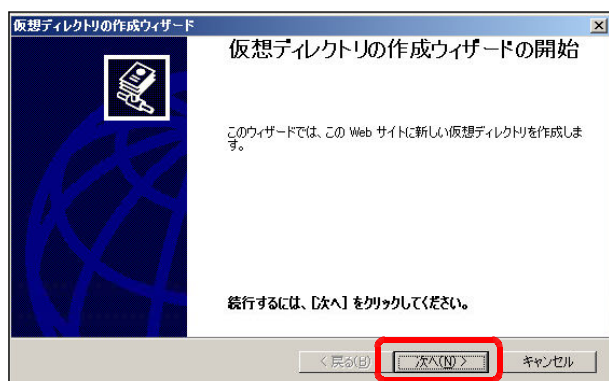 仮想ディレクトリの作成ウィザード
仮想ディレクトリの作成ウィザードの開始
このウィザードでは、この Web サイトに新しい仮想ディレクトリを作成しま
す。
続行するには、[次へ] をクリックしてください。
< 戻る(B)
次へ(N) >
キャンセル